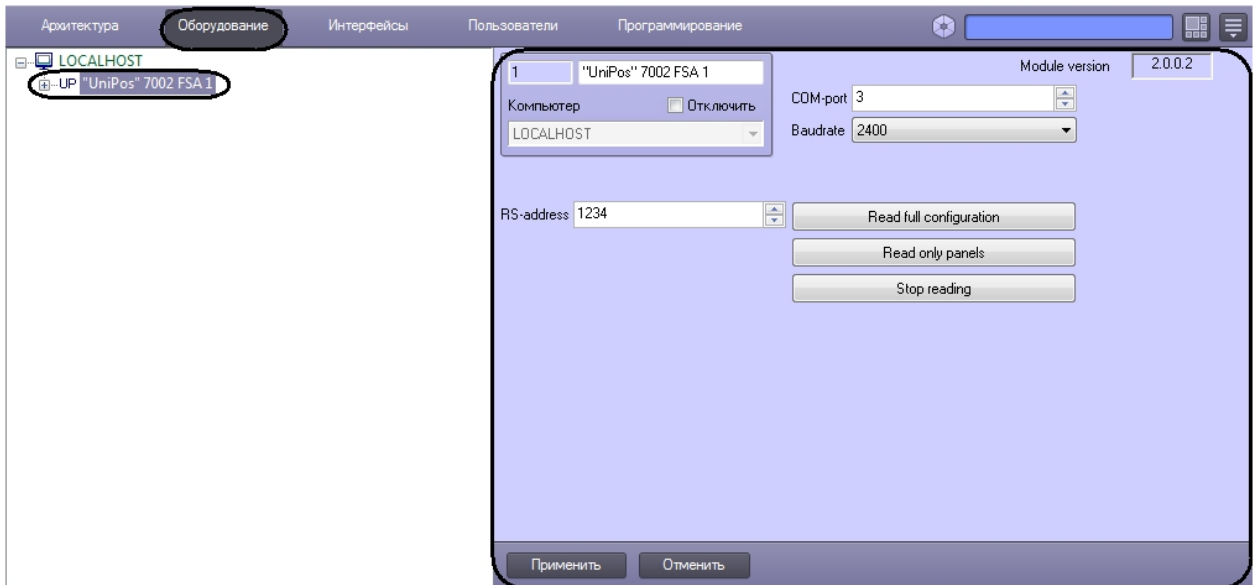 Архитектура Оборудование Интерфейсы Пользователи Программирование
LOCALHOST
UP "UniPos" 7002 FSA 1
1 "UniPos" 7002 FSA 1
Module version 2.0.0.2
Компьютер Отключить
COM-port 3
LOCALHOST
Baudrate 2400
RS-address 1234
Read full configuration
Read only panels
Stop reading
Применить Отменить